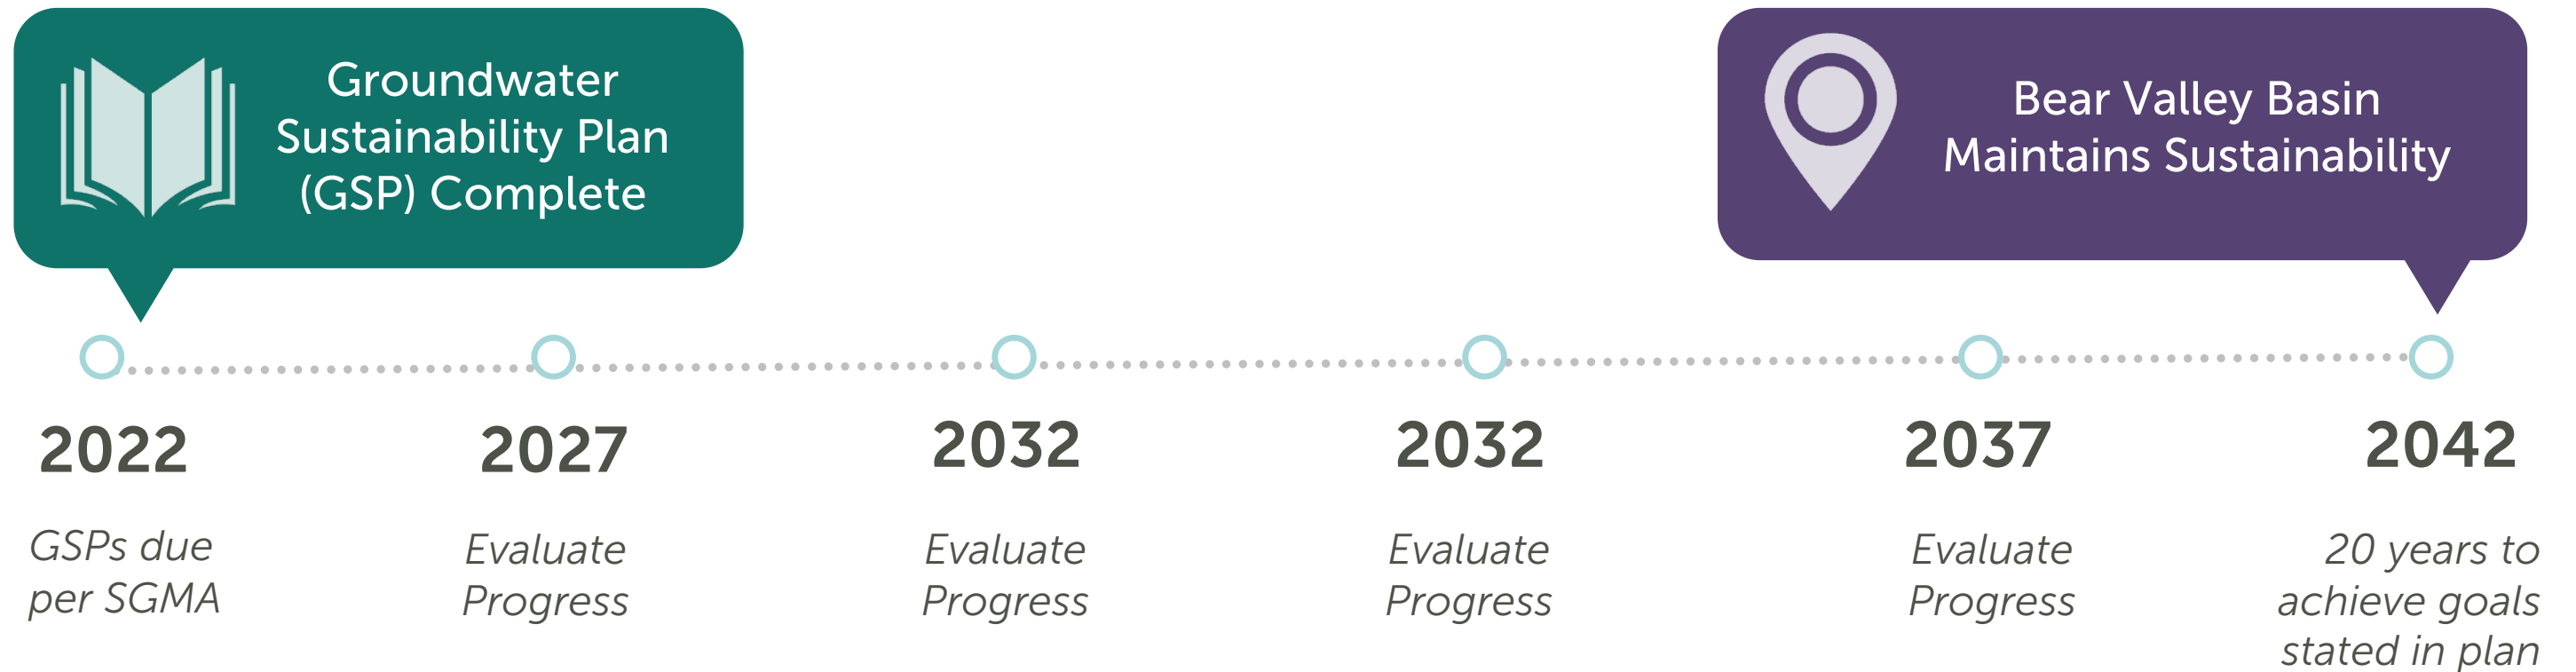 Groundwater
Sustainability Plan
(GSP) Complete
Bear Valley Basin
Maintains Sustainability
2022
GSPs due
per SGMA
2027
Evaluate
Progress
2032
Evaluate
Progress
2032
Evaluate
Progress
2037
Evaluate
Progress
2042
20 years to
achieve goals
stated in plan